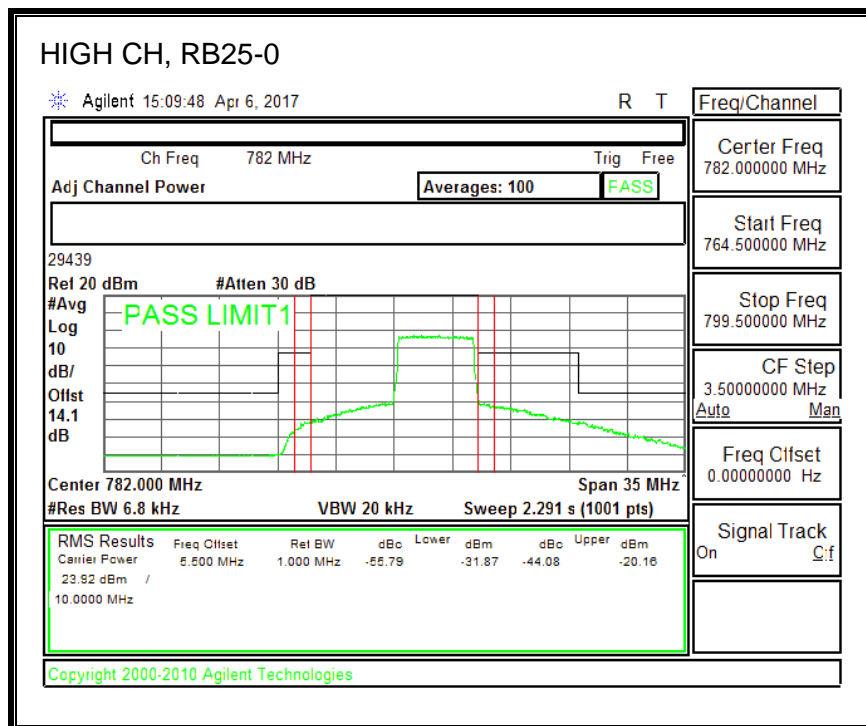 HIGH CH, RB25-0
Agilent 15:09:48 Apr 6, 2017 R T
Freq/Channel
Ch Freq 782 MHz Trig Free
Center Freq
782.000000 MHz
Adj Channel Power Averages: 100 PASS
Start Freq
764.500000 MHz
29439
Ref 20 dBm #Atten 30 dB
#Avg
Log
10
dB/
Offst
14.1
dB
PASS LIMIT1
Stop Freq
799.500000 MHz
CF Step
3.50000000 MHz
Auto Man
Freq Offset
0.00000000 Hz
Center 782.000 MHz Span 35 MHz
#Res BW 6.8 kHz VBW 20 kHz Sweep 2.291 s (1001 pts)
Signal Track
On Off
RMS Results Freq Offset Ref BW dBc Lower dBm dBc Upper dBm
Carrier Power 5.500 MHz 1.000 MHz -55.79 -31.87 -44.08 -20.16
23.92 dBm /
10.0000 MHz
Copyright 2000-2010 Agilent Technologies